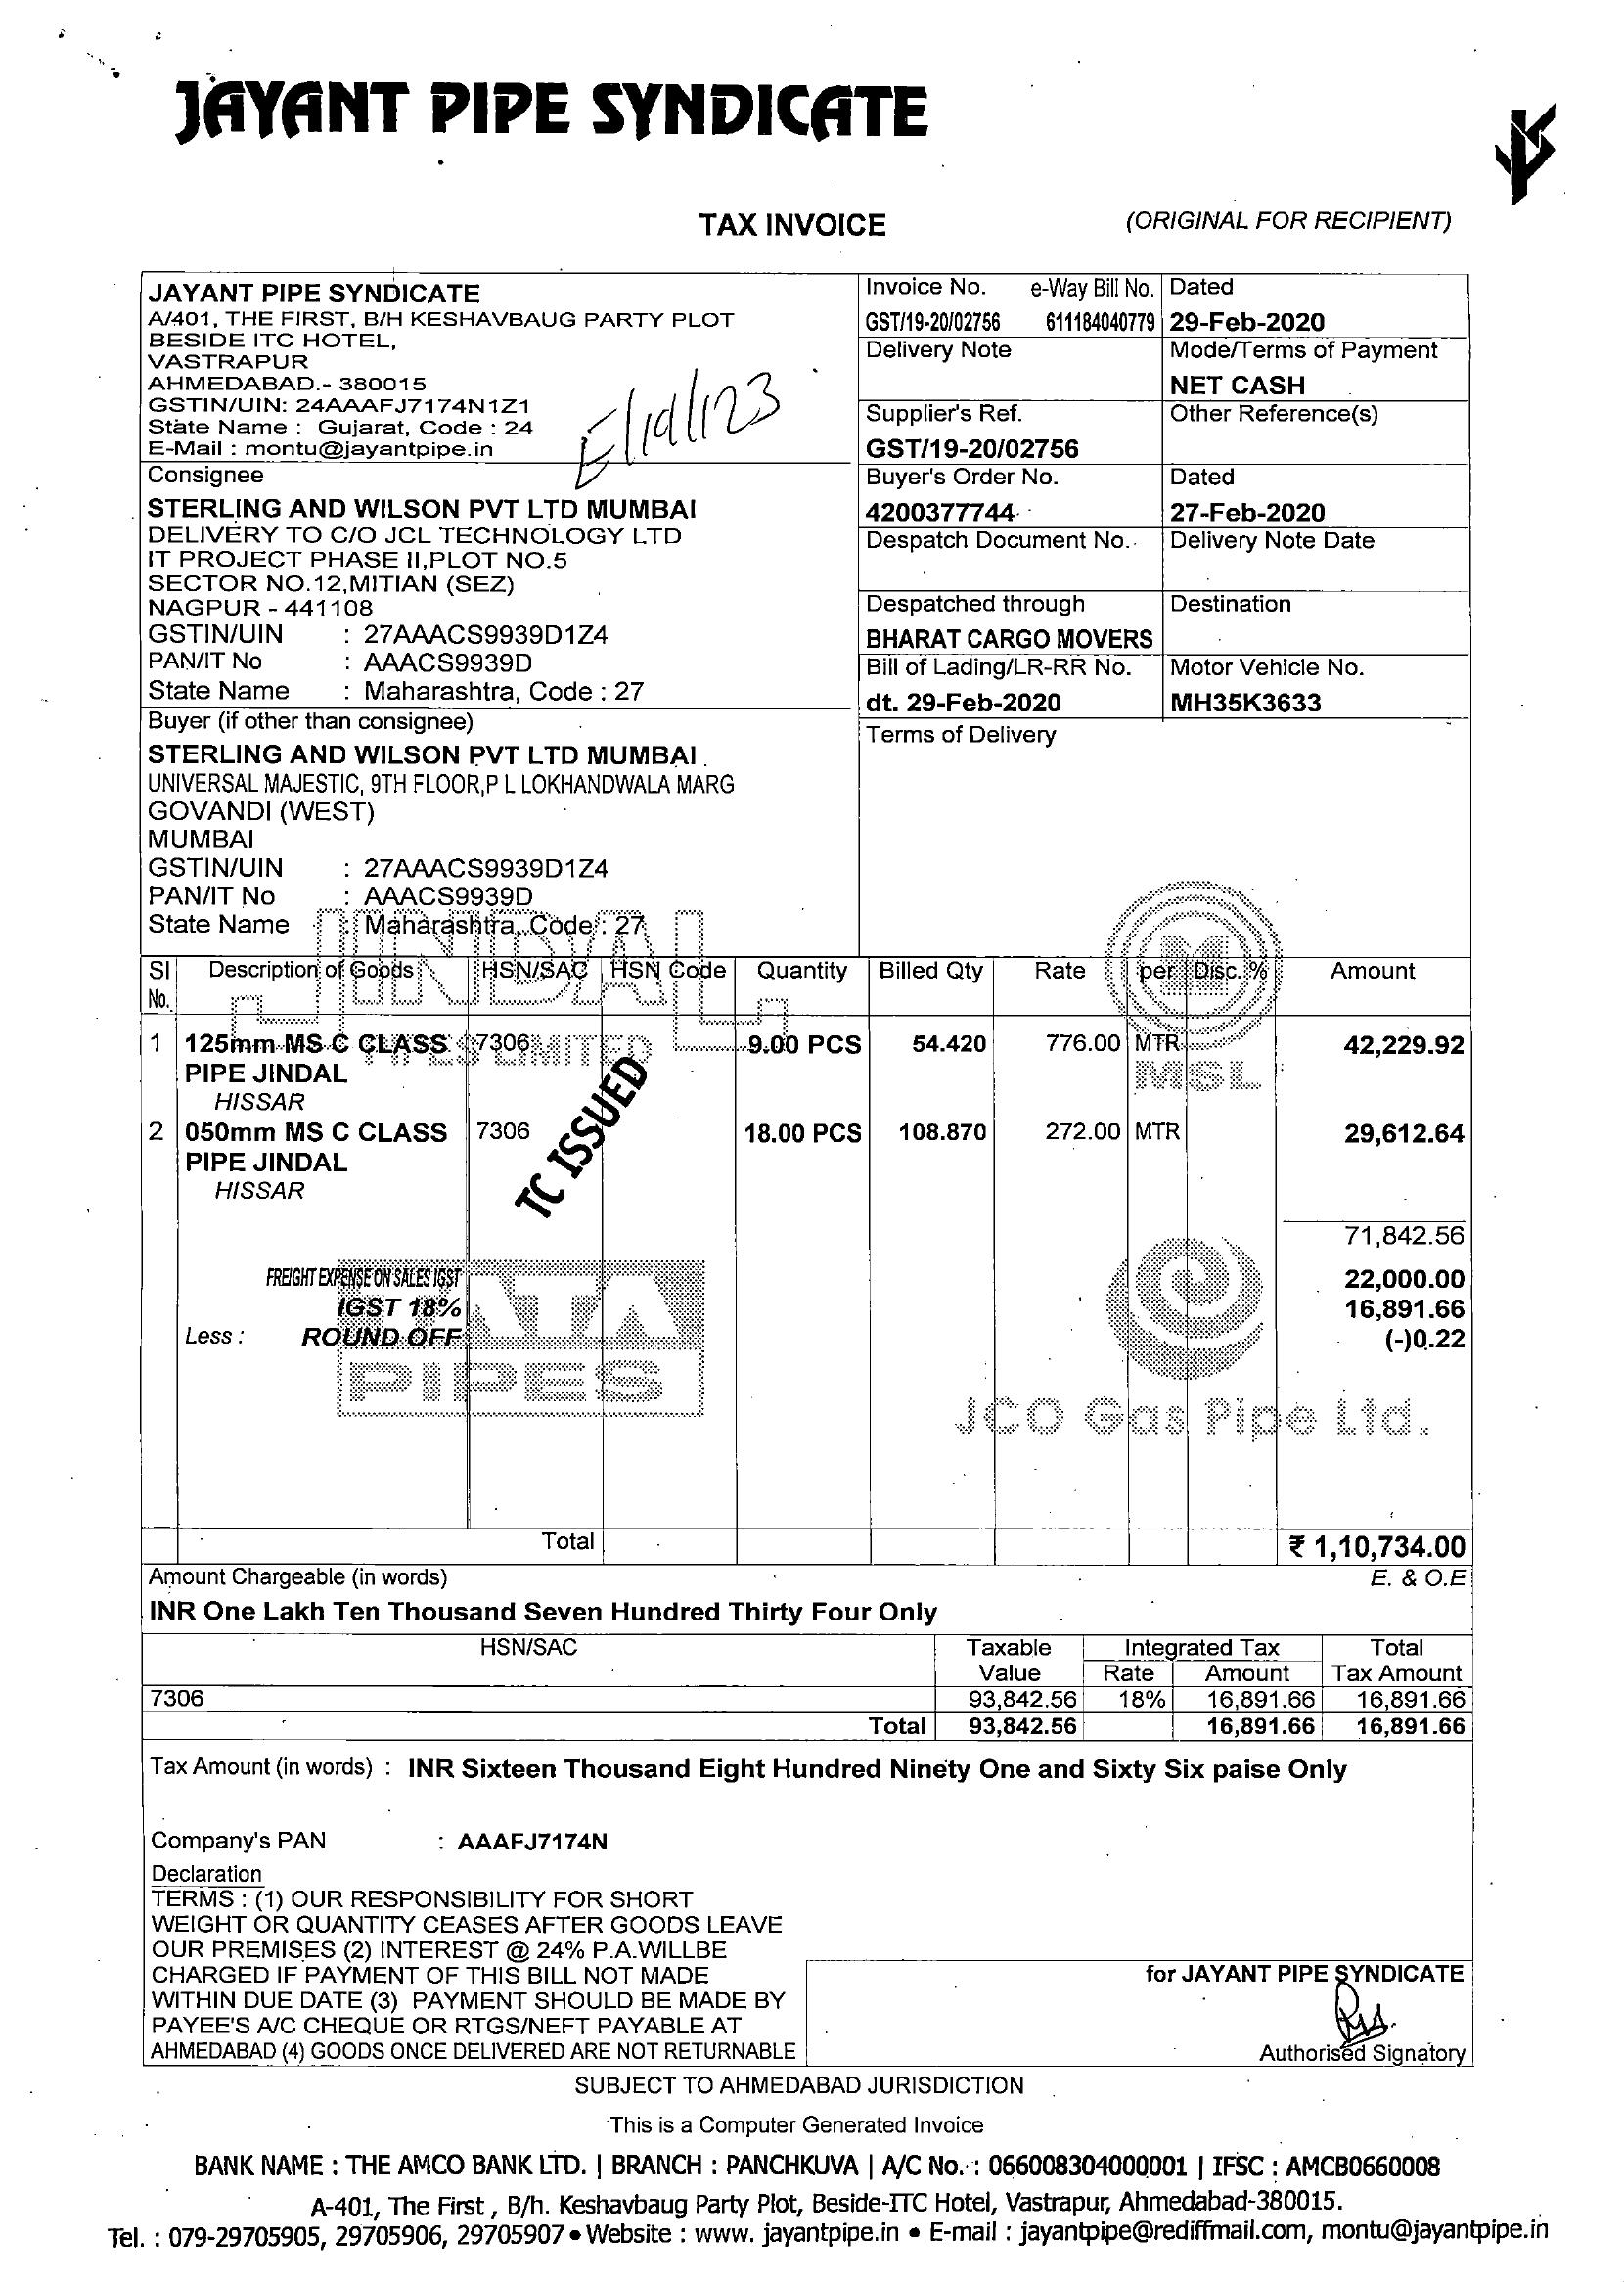 JAYANT PIPE SYNDICATE
TAX INVOICE
(ORIGINAL FOR RECIPIENT)
JAYANT PIPE SYNDICATE
A/401, THE FIRST, B/H KESHAVBAUG PARTY PLOT
BESIDE ITC HOTEL,
VASTRAPUR
AHMEDABAD.- 380015
GSTIN/UIN: 24AAAFJ7174N1Z1
State Name : Gujarat, Code : 24
E-Mail : montu@jayantpipe.in
Invoice No. e-Way Bill No. Dated
GST/19-20/02756 611184040779 29-Feb-2020
Delivery Note Mode/Terms of Payment
NET CASH
Supplier's Ref. Other Reference(s)
GST/19-20/02756
Buyer's Order No. Dated
4200377744 27-Feb-2020
Despatch Document No. Delivery Note Date
Despatched through Destination
BHARAT CARGO MOVERS
Bill of Lading/LR-RR No. Motor Vehicle No.
dt. 29-Feb-2020 MH35K3633
Terms of Delivery
Consignee
STERLING AND WILSON PVT LTD MUMBAI
DELIVERY TO C/O JCL TECHNOLOGY LTD
IT PROJECT PHASE II,PLOT NO.5
SECTOR NO.12,MITIAN (SEZ)
NAGPUR - 441108
GSTIN/UIN : 27AAACS9939D1Z4
PAN/IT No : AAACS9939D
State Name : Maharashtra, Code : 27
Buyer (if other than consignee)
STERLING AND WILSON PVT LTD MUMBAI
UNIVERSAL MAJESTIC, 9TH FLOOR,P L LOKHANDWALA MARG
GOVANDI (WEST)
MUMBAI
GSTIN/UIN : 27AAACS9939D1Z4
PAN/IT No : AAACS9939D
State Name : Maharashtra, Code : 27
SI No. Description of Goods HSN/SAC HSN Code Quantity Billed Qty Rate per Disc. % Amount
1 125mm MS C CLASS 7306 9.00 PCS 54.420 776.00 MTR 42,229.92
PIPE JINDAL
HISSAR
2 050mm MS C CLASS 7306 18.00 PCS 108.870 272.00 MTR 29,612.64
PIPE JINDAL
HISSAR
TC ISSUED
JINDAL
PIPES LIMITED
MSL
71,842.56
FREIGHT EXPENSE ON SALES IGST 22,000.00
IGST 18% 16,891.66
Less : ROUND OFF (-)0.22
TATA
PIPES
JCO Gas Pipe Ltd.
Total ₹ 1,10,734.00
Amount Chargeable (in words) E. & O.E
INR One Lakh Ten Thousand Seven Hundred Thirty Four Only
HSN/SAC Taxable Value Integrated Tax Total Tax Amount
Rate Amount
7306 93,842.56 18% 16,891.66 16,891.66
Total 93,842.56 16,891.66 16,891.66
Tax Amount (in words) : INR Sixteen Thousand Eight Hundred Ninety One and Sixty Six paise Only
Company's PAN : AAAFJ7174N
Declaration
TERMS : (1) OUR RESPONSIBILITY FOR SHORT
WEIGHT OR QUANTITY CEASES AFTER GOODS LEAVE
OUR PREMISES (2) INTEREST @ 24% P.A.WILLBE
CHARGED IF PAYMENT OF THIS BILL NOT MADE
WITHIN DUE DATE (3) PAYMENT SHOULD BE MADE BY
PAYEE'S A/C CHEQUE OR RTGS/NEFT PAYABLE AT
AHMEDABAD (4) GOODS ONCE DELIVERED ARE NOT RETURNABLE
for JAYANT PIPE SYNDICATE
Authorised Signatory
SUBJECT TO AHMEDABAD JURISDICTION
This is a Computer Generated Invoice
BANK NAME : THE AMCO BANK LTD. | BRANCH : PANCHKUVA | A/C No. : 066008304000001 | IFSC : AMCB0660008
A-401, The First , B/h. Keshavbaug Party Plot, Beside-ITC Hotel, Vastrapur, Ahmedabad-380015.
Tel. : 079-29705905, 29705906, 29705907 • Website : www. jayantpipe.in • E-mail : jayantpipe@rediffmail.com, montu@jayantpipe.in